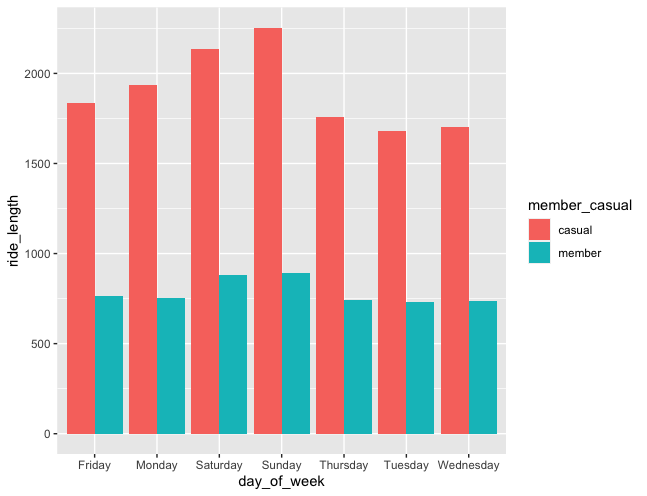 ride_length
2000
1500
1000
500
0
Friday Monday Saturday Sunday Thursday Tuesday Wednesday
day_of_week
member_casual
casual
member